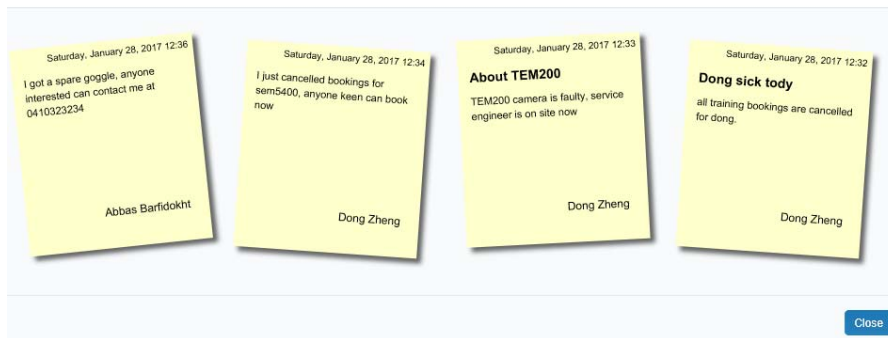 Saturday, January 28, 2017 12:36
I got a spare goggle, anyone
interested can contact me at
0410323234
Abbas Barfidokht
Saturday, January 28, 2017 12:34
I just cancelled bookings for
sem5400, anyone keen can book
now
Dong Zheng
Saturday, January 28, 2017 12:33
About TEM200
TEM200 camera is faulty, service
engineer is on site now
Dong Zheng
Saturday, January 28, 2017 12:32
Dong sick tody
all training bookings are cancelled
for dong.
Dong Zheng
Close